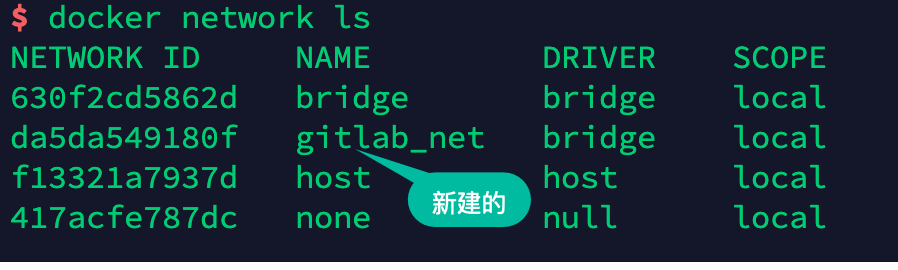 $ docker network ls
NETWORK ID NAME DRIVER SCOPE
630f2cd5862d bridge bridge local
da5da549180f gitlab_net bridge local
f13321a7937d host host local
新建的
417acfe787dc none null local